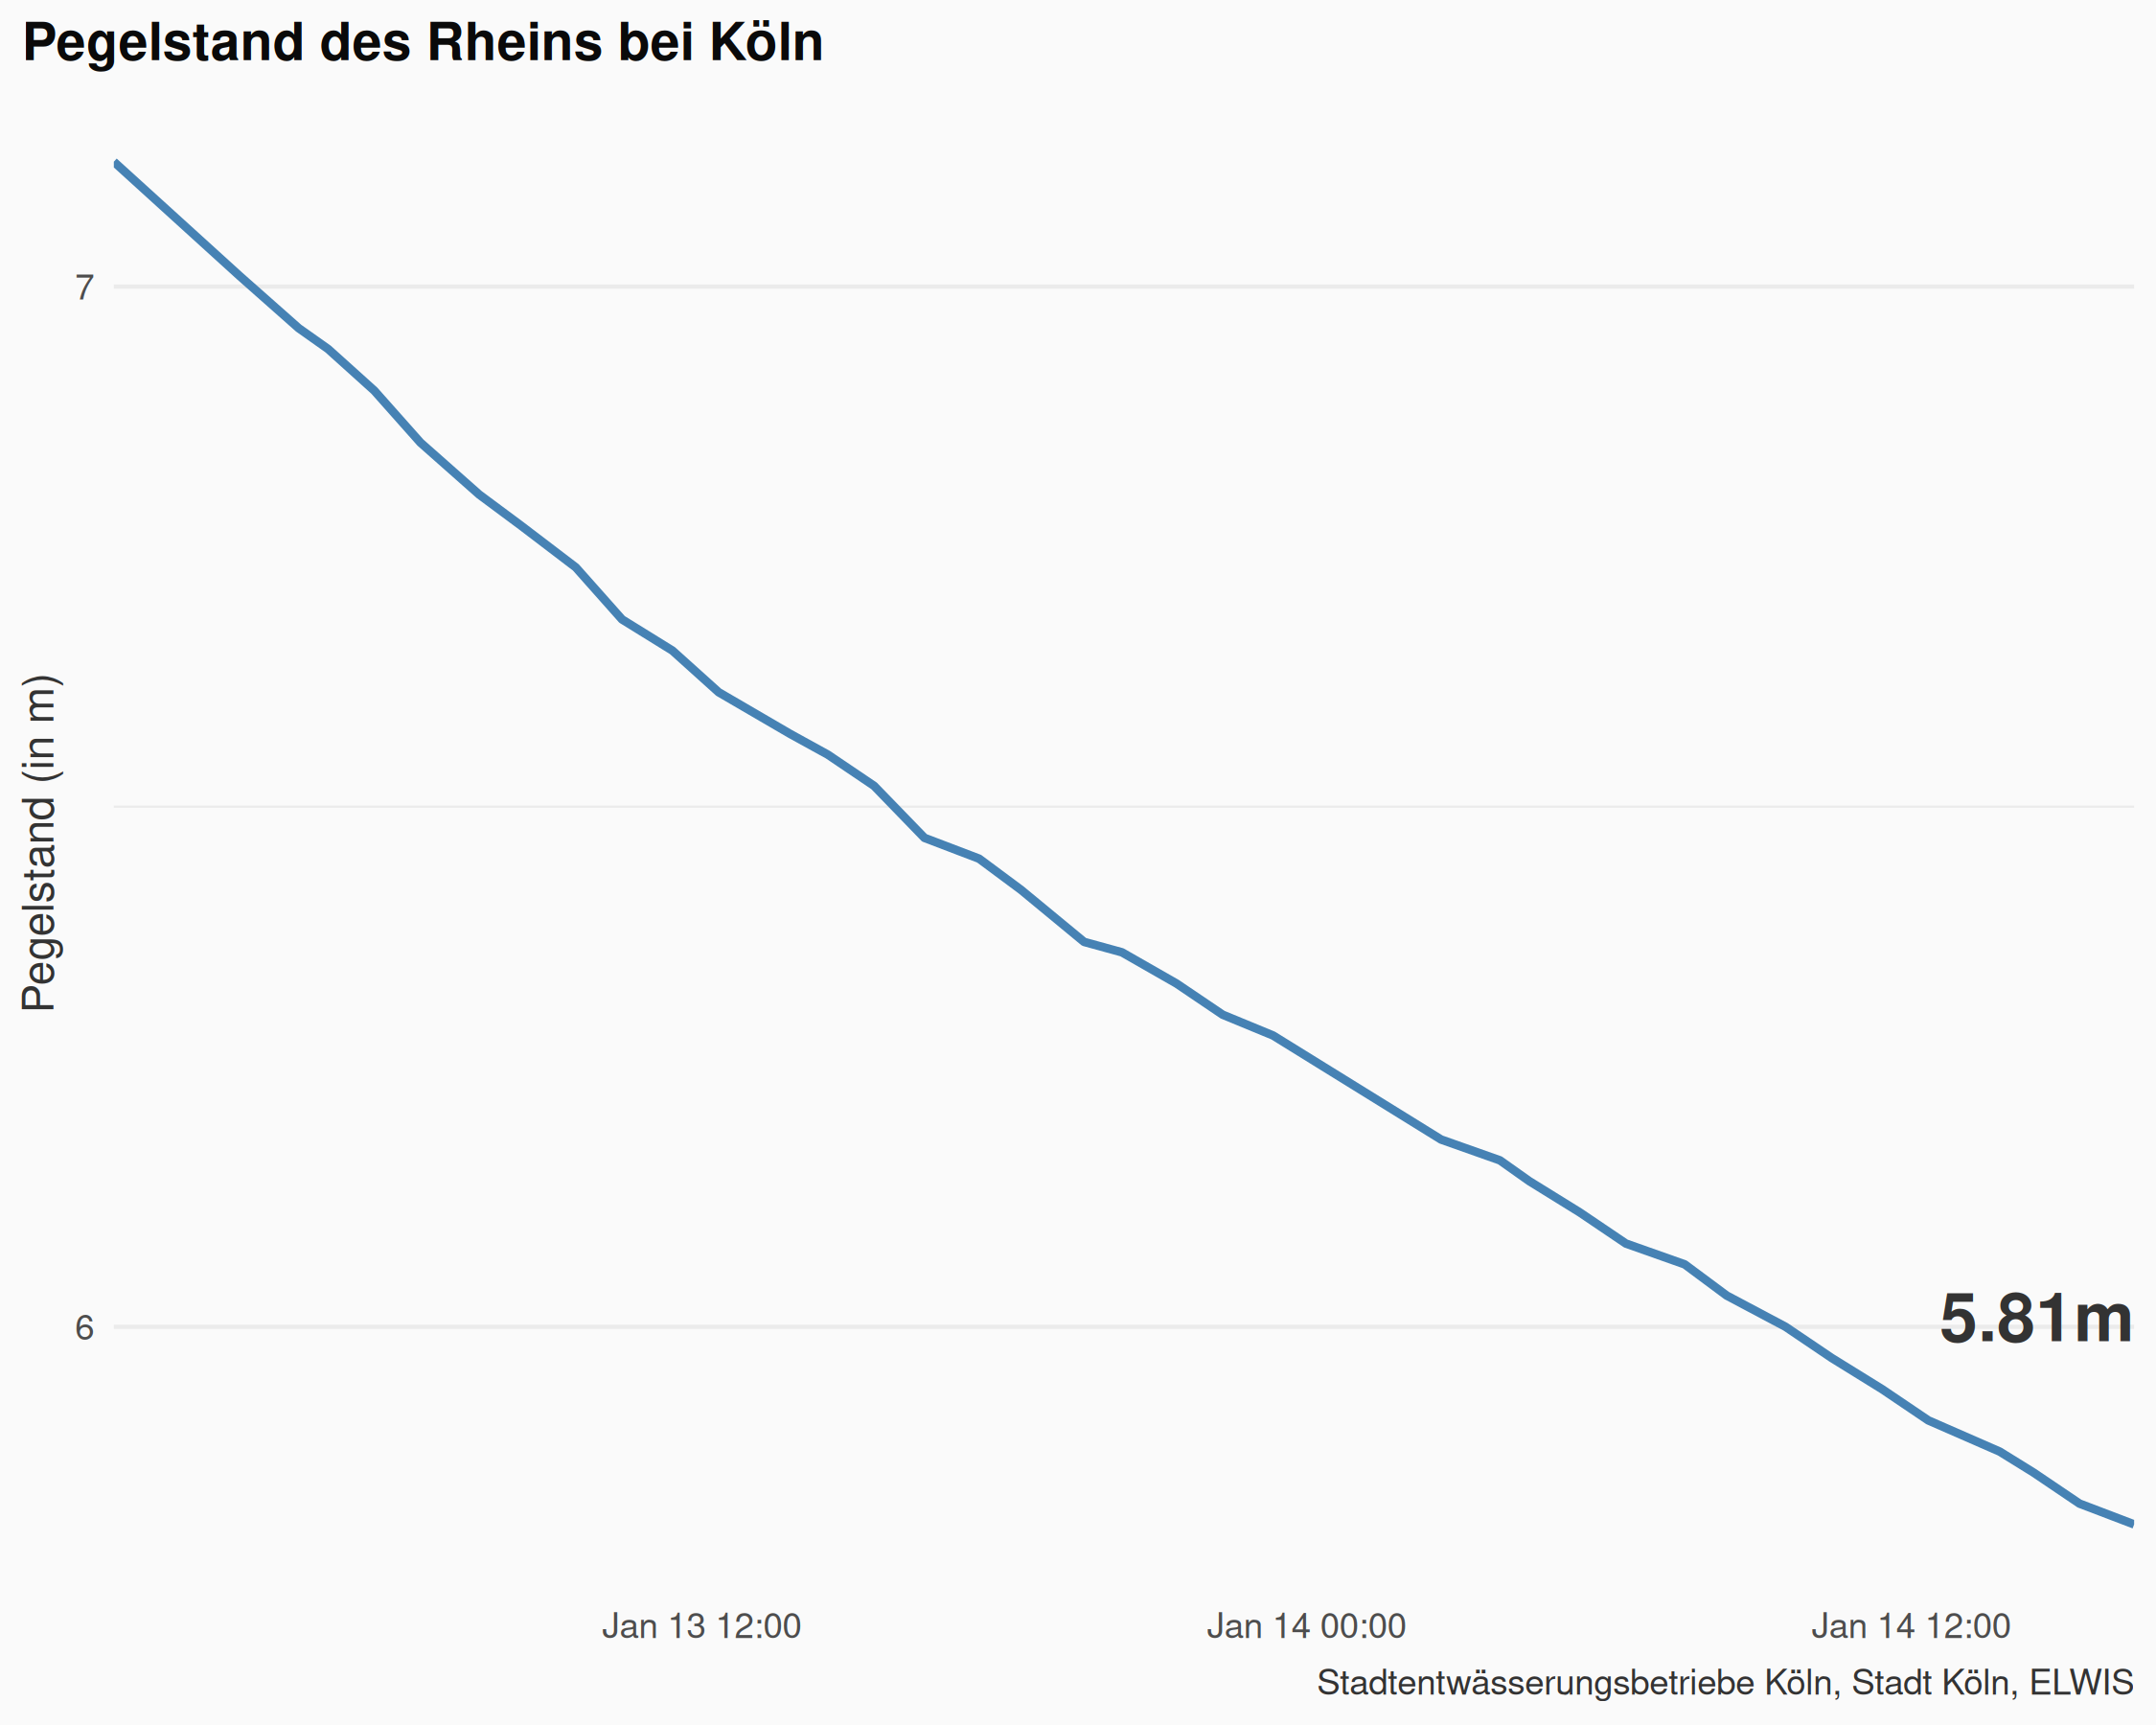 Pegelstand des Rheins bei Köln
Pegelstand (in m)
7
6
5.81m
Jan 13 12:00
Jan 14 00:00
Jan 14 12:00
Stadtentwässerungsbetriebe Köln, Stadt Köln, ELWIS